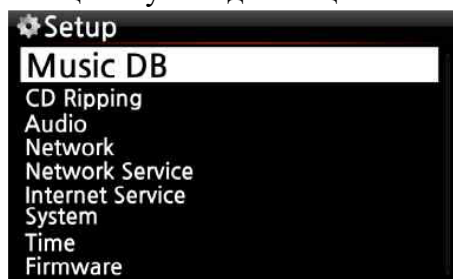 Setup
Music DB
CD Ripping
Audio
Network
Network Service
Internet Service
System
Time
Firmware